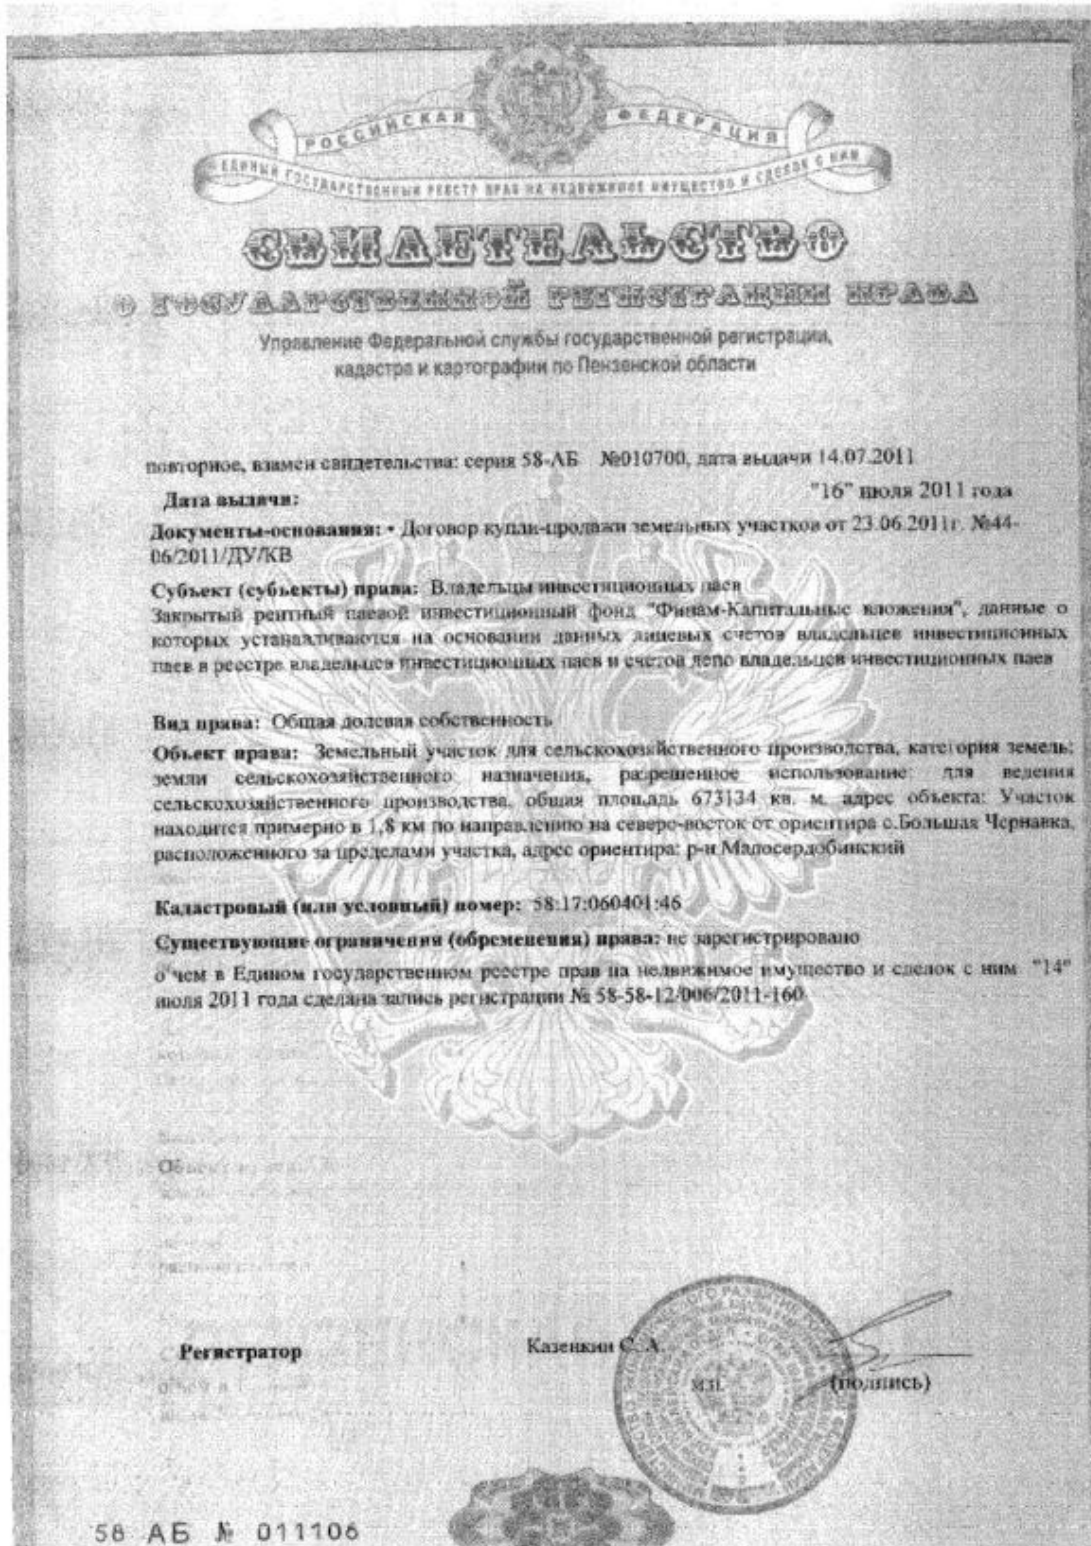 РОССИЙСКАЯ ФЕДЕРАЦИЯ
ЕДИНЫЙ ГОСУДАРСТВЕННЫЙ РЕЕСТР ПРАВ НА НЕДВИЖИМОЕ ИМУЩЕСТВО И СДЕЛОК С НИМ
СВИДЕТЕЛЬСТВО
О ГОСУДАРСТВЕННОЙ РЕГИСТРАЦИИ ПРАВА
Управление Федеральной службы государственной регистрации,
кадастра и картографии по Пензенской области
повторное, взамен свидетельства: серия 58-АБ №010700, дата выдачи 14.07.2011
Дата выдачи: "16" июля 2011 года
Документы-основания: • Договор купли-продажи земельных участков от 23.06.2011г. №44-
06/2011/ДУ/КВ
Субъект (субъекты) права: Владельцы инвестиционных паев
Закрытый рентный паевой инвестиционный фонд "Финам-Капитальные вложения", данные о
которых устанавливаются на основании данных лицевых счетов владельцев инвестиционных
паев в реестре владельцев инвестиционных паев и счетов депо владельцев инвестиционных паев
Вид права: Общая долевая собственность
Объект права: Земельный участок для сельскохозяйственного производства, категория земель:
земли сельскохозяйственного назначения, разрешенное использование: для ведения
сельскохозяйственного производства, общая площадь 673134 кв. м, адрес объекта: Участок
находится примерно в 1,8 км по направлению на северо-восток от ориентира с.Большая Чернавка,
расположенного за пределами участка, адрес ориентира: р-н Малосердобинский
Кадастровый (или условный) номер: 58:17:060401:46
Существующие ограничения (обременения) права: не зарегистрировано
о чем в Едином государственном реестре прав на недвижимое имущество и сделок с ним "14"
июля 2011 года сделана запись регистрации № 58-58-12/006/2011-160
Регистратор Казенкин С.А.
М.П. (подпись)
58 АБ № 011106